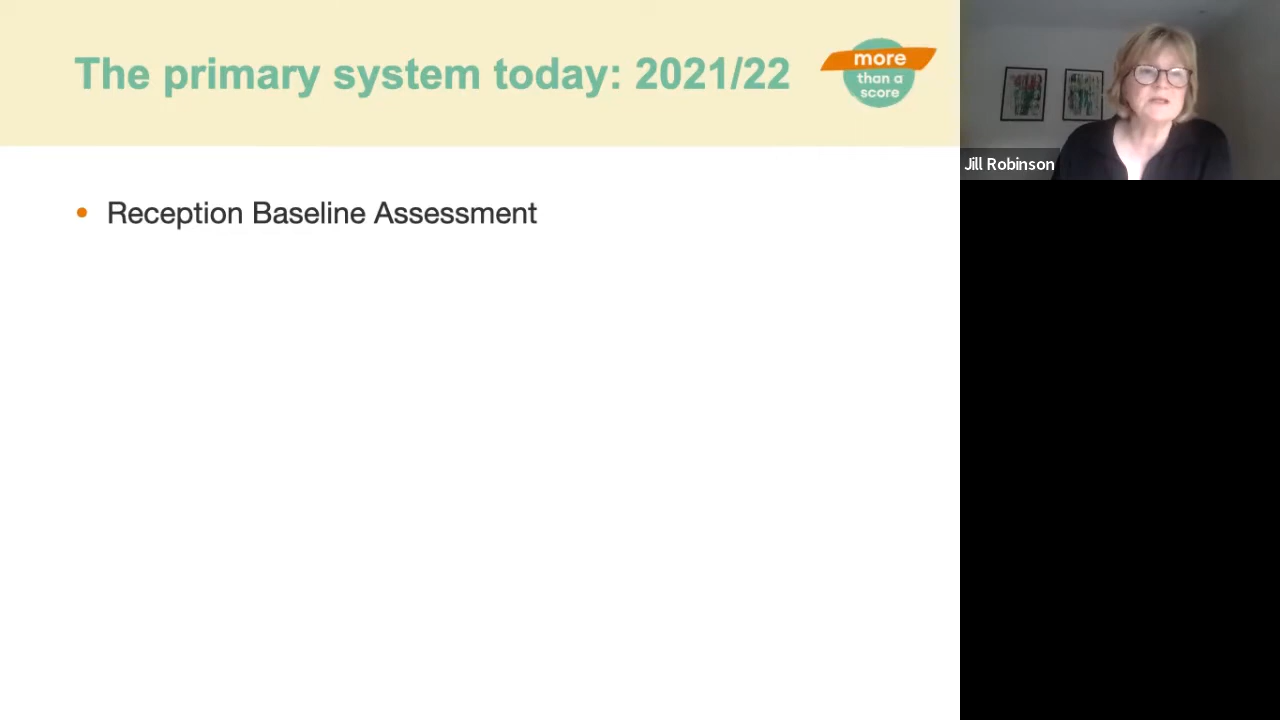 The primary system today: 2021/22
more
than a
score
Jill Robinson
Reception Baseline Assessment